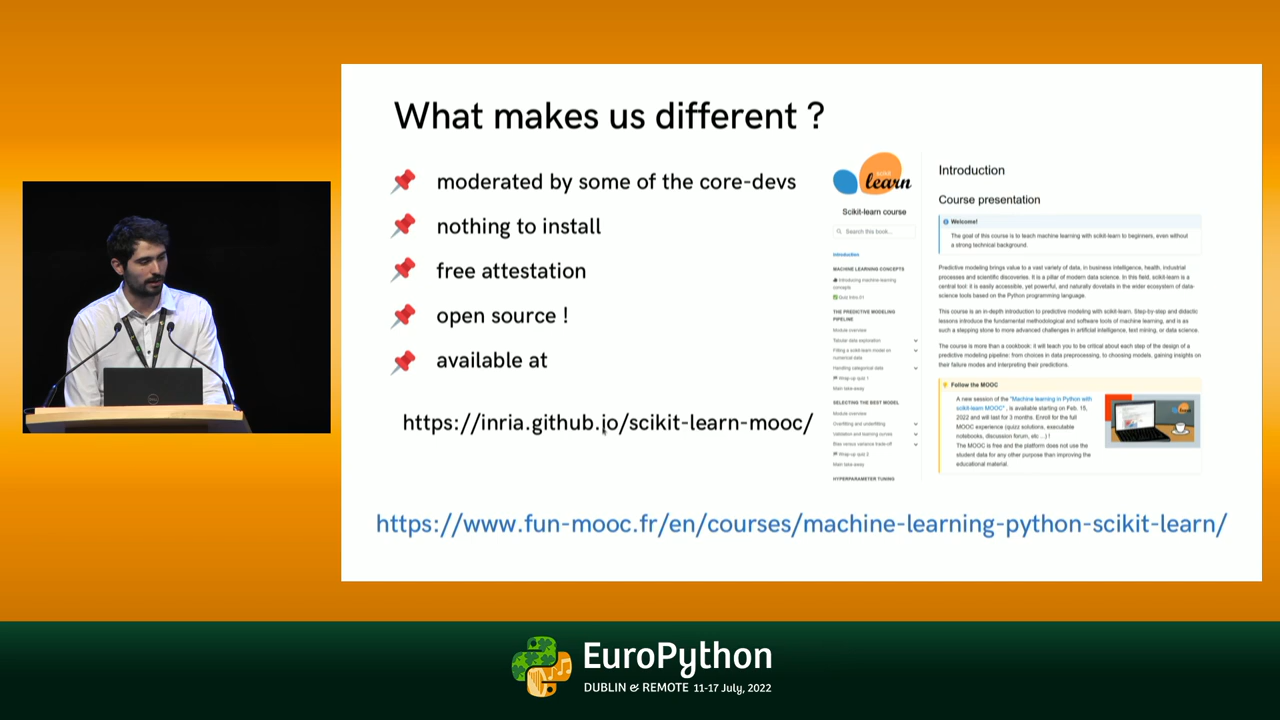 What makes us different ?
moderated by some of the core-devs
nothing to install
free attestation
open source !
available at
https://inria.github.io/scikit-learn-mooc/
https://www.fun-mooc.fr/en/courses/machine-learning-python-scikit-learn/
scikit
learn
Scikit-learn course
Search this book...
Introduction
MACHINE LEARNING CONCEPTS
Introducing machine-learning
concepts
Quiz Intro.01
THE PREDICTIVE MODELING
PIPELINE
Module overview
Tabular data exploration
Fitting a scikit-learn model on
numerical data
Handling categorical data
Wrap-up quiz 1
Main take-away
SELECTING THE BEST MODEL
Module overview
Overfitting and underfitting
Validation and learning curves
Bias versus variance trade-off
Wrap-up quiz 2
Main take-away
HYPERPARAMETER TUNING
Introduction
Course presentation
Welcome!
The goal of this course is to teach machine learning with scikit-learn to beginners, even without
a strong technical background.
Predictive modeling brings value to a vast variety of data, in business intelligence, health, industrial
processes and scientific discoveries. It is a pillar of modern data science. In this field, scikit-learn is a
central tool: it is easily accessible, yet powerful, and naturally dovetails in the wider ecosystem of data-
science tools based on the Python programming language.
This course is an in-depth introduction to predictive modeling with scikit-learn. Step-by-step and didactic
lessons introduce the fundamental methodological and software tools of machine learning, and is as
such a stepping stone to more advanced challenges in artificial intelligence, text mining, or data science.
The course is more than a cookbook: it will teach you to be critical about each step of the design of a
predictive modeling pipeline: from choices in data preprocessing, to choosing models, gaining insights on
their failure modes and interpreting their predictions.
Follow the MOOC
A new session of the "Machine learning in Python with
scikit-learn MOOC", is available starting on Feb. 15,
2022 and will last for 3 months. Enroll for the full
MOOC experience (quizz solutions, executable
notebooks, discussion forum, etc ...) !
The MOOC is free and the platform does not use the
student data for any other purpose than improving the
educational material.
EuroPython
DUBLIN & REMOTE 11-17 July, 2022